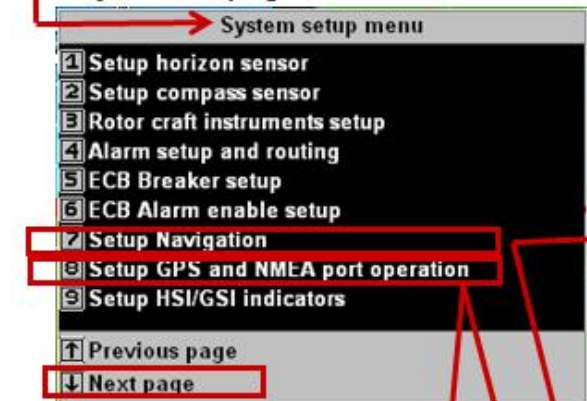 System setup menu
1 Setup horizon sensor
2 Setup compass sensor
3 Rotor craft instruments setup
4 Alarm setup and routing
5 ECB Breaker setup
6 ECB Alarm enable setup
7 Setup Navigation
8 Setup GPS and NMEA port operation
9 Setup HSI/GSI indicators
↑ Previous page
↓ Next page